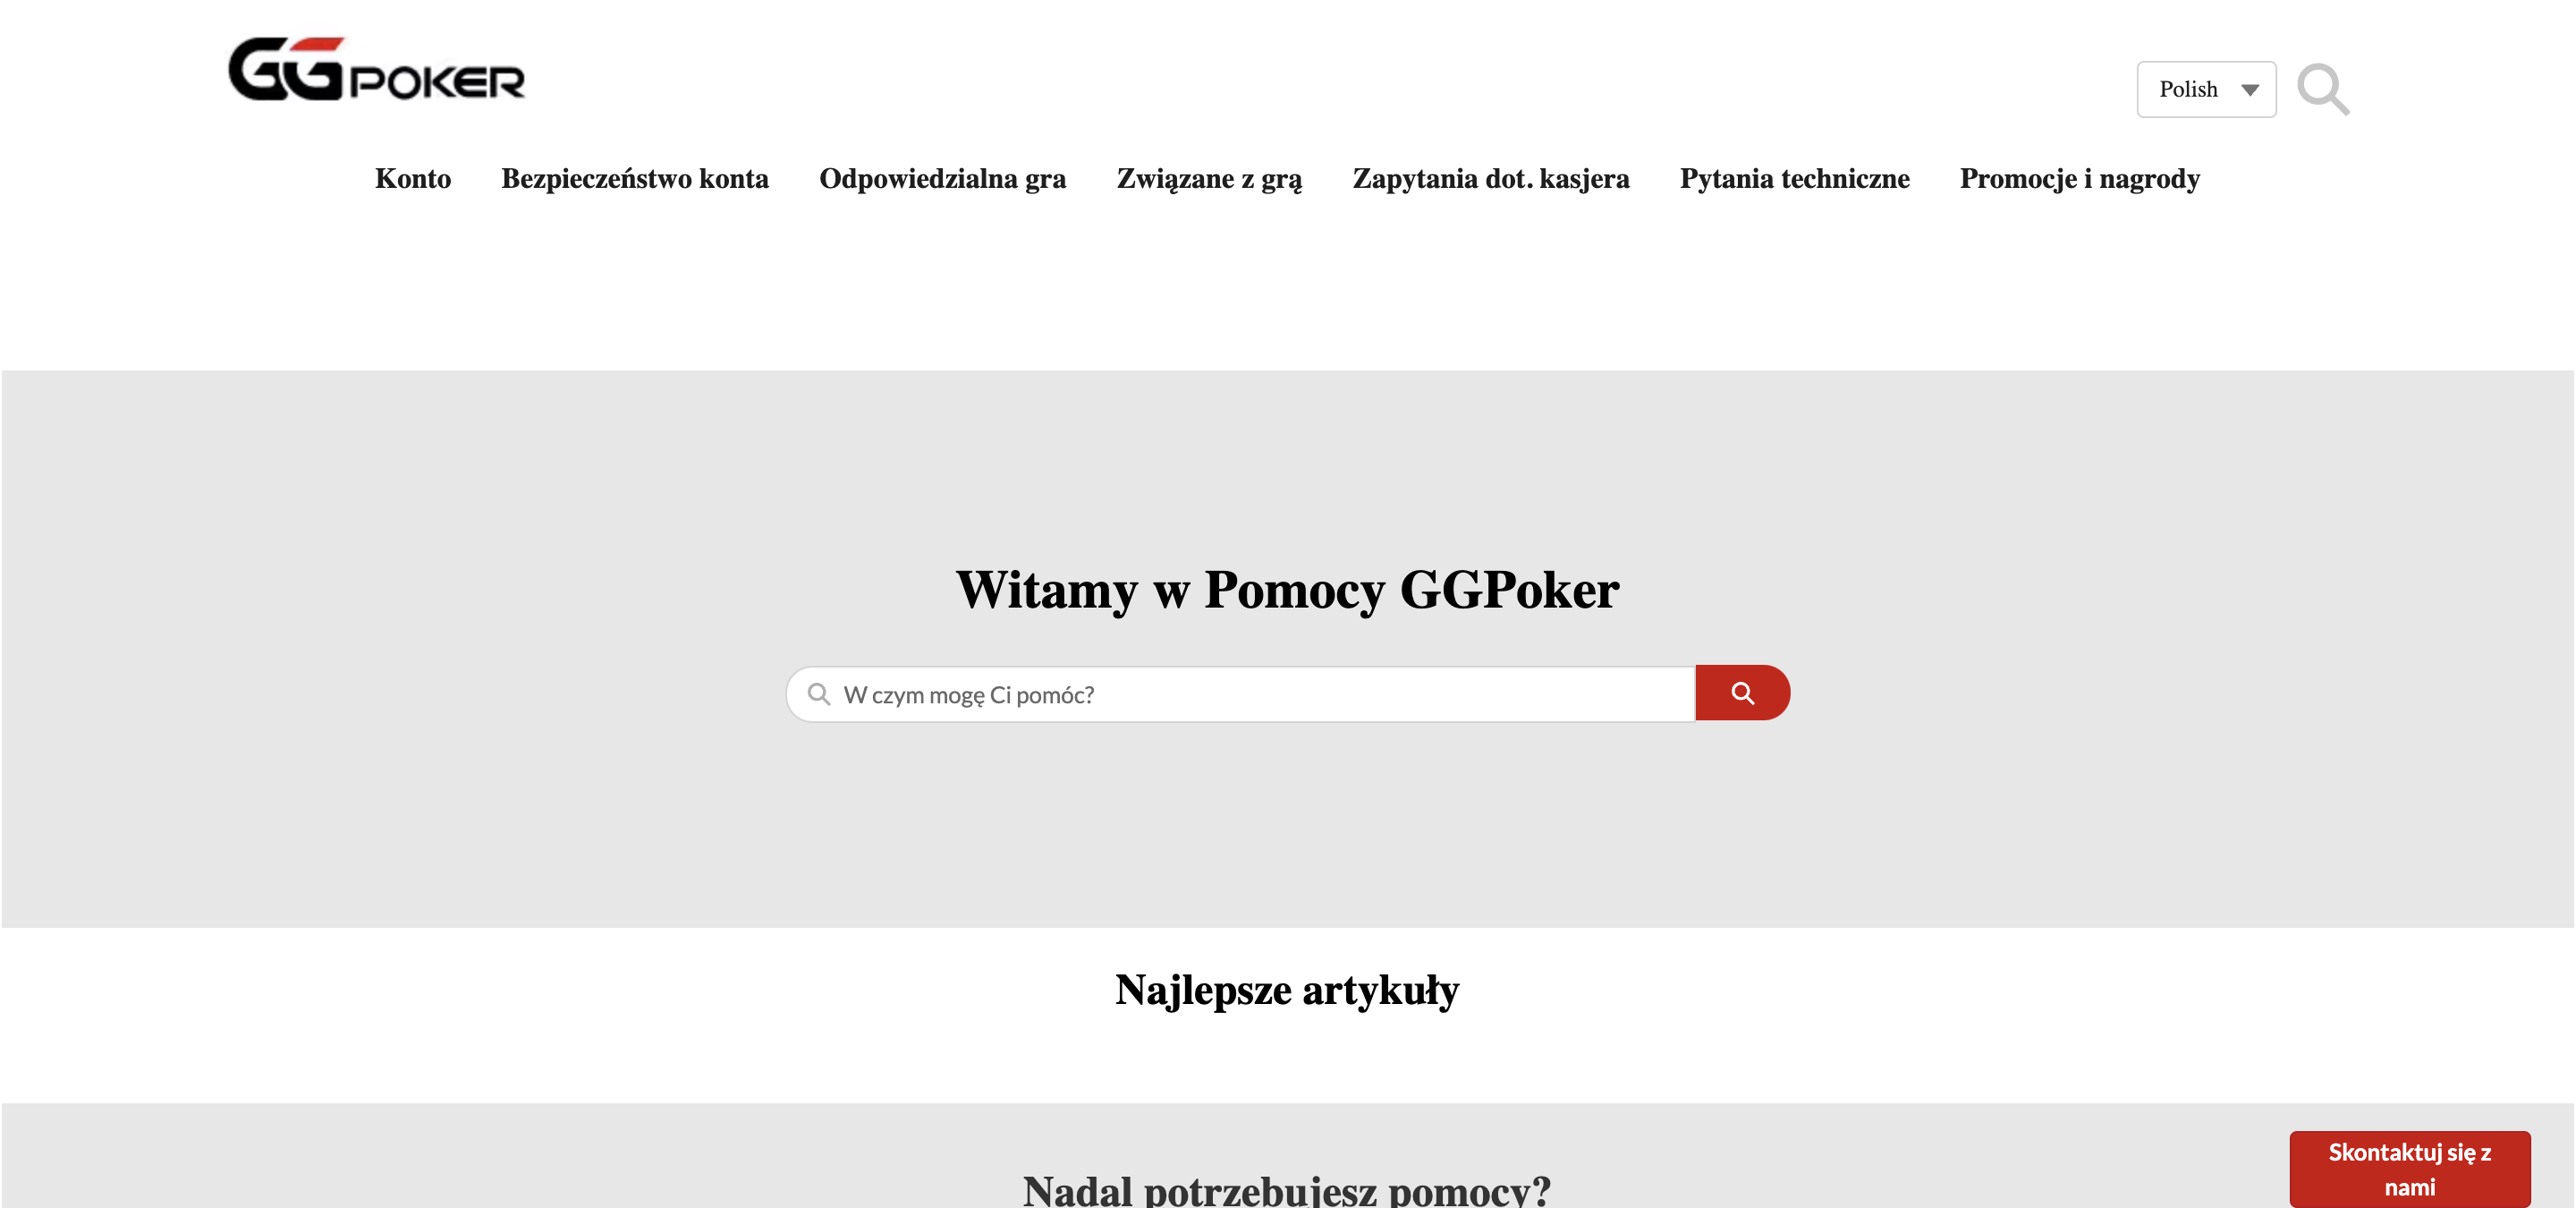 GGPOKER
Polish
Konto Bezpieczeństwo konta Odpowiedzialna gra Związane z grą Zapytania dot. kasjera Pytania techniczne Promocje i nagrody
Witamy w Pomocy GGPoker
W czym mogę Ci pomóc?
Najlepsze artykuły
Nadal potrzebujesz pomocy?
Skontaktuj się z
nami